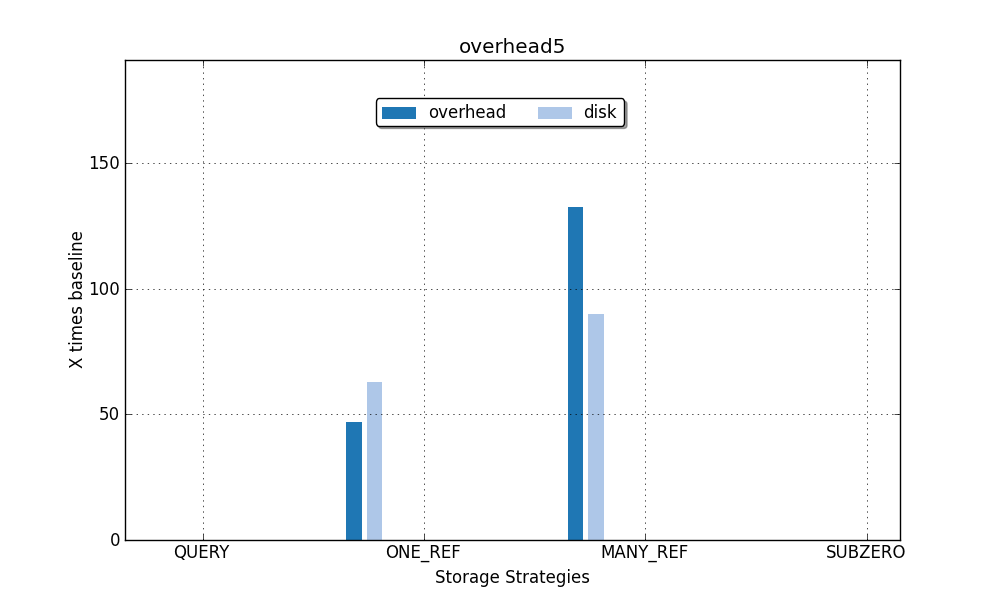 overhead5
overhead disk
150
100
50
0
X times baseline
QUERY ONE_REF MANY_REF SUBZERO
Storage Strategies